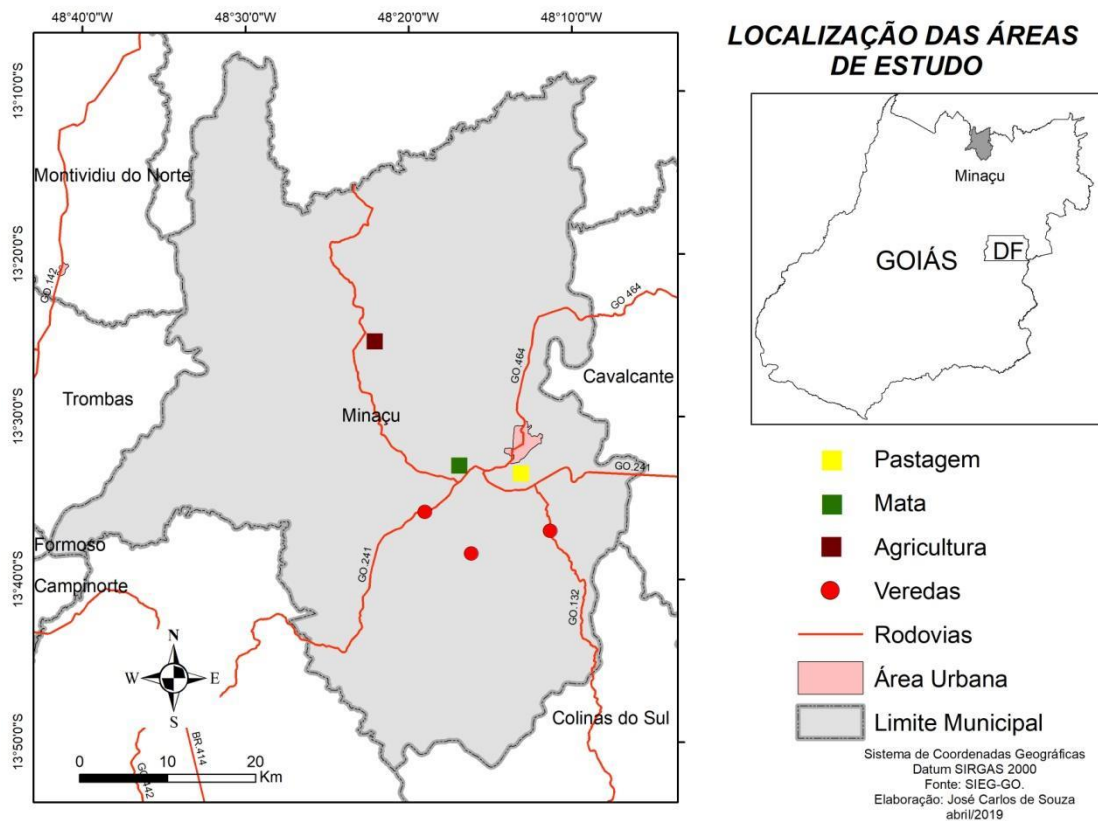 48°40'0"W
48°30'0"W
48°20'0"W
48°10'0"W
13°10'0"S
13°20'0"S
13°30'0"S
13°40'0"S
13°50'0"S
Montividiu do Norte
GO.142
GO.464
GO.464
Cavalcante
Trombas
Minaçu
GO.241
Formoso
Campinorte
GO.241
GO.132
N
W
E
S
Colinas do Sul
BR.414
GO.442
0
10
20
Km
LOCALIZAÇÃO DAS ÁREAS
DE ESTUDO
Minaçu
GOIÁS
DF
Pastagem
Mata
Agricultura
Veredas
Rodovias
Área Urbana
Limite Municipal
Sistema de Coordenadas Geográficas
Datum SIRGAS 2000
Fonte: SIEG-GO.
Elaboração: José Carlos de Souza
abril/2019